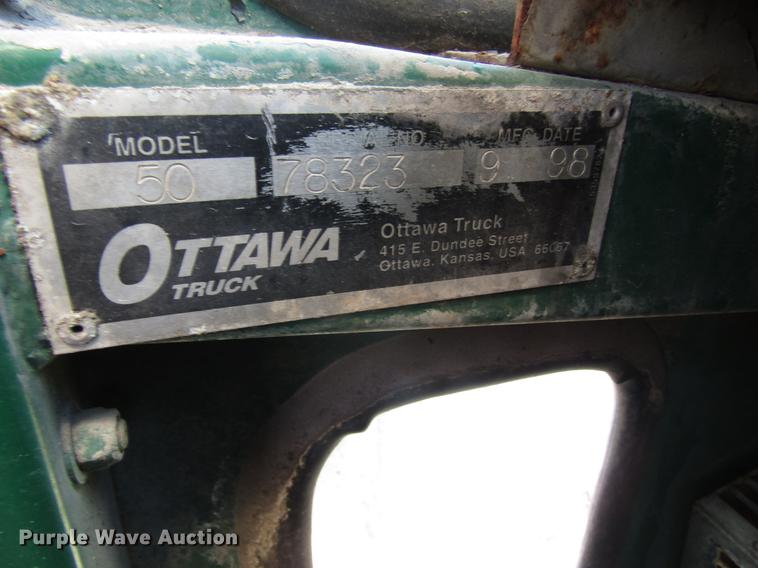 MODEL NO. MFG DATE
50 78323 9 98
OTTAWA
TRUCK
Ottawa Truck
415 E. Dundee Street
Ottawa, Kansas, USA 66067
Purple Wave Auction